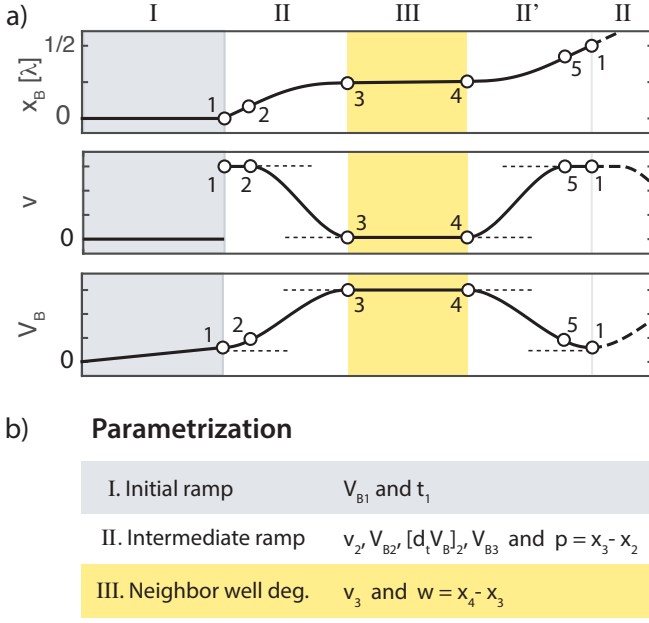 a) I II III II' II
1/2
x_B [λ]
0
1 2 3 4 5 1
v
0
1 2 3 4 5 1
V_B
0
1 2 3 4 5 1
b) Parametrization
I. Initial ramp V_B1 and t_1
II. Intermediate ramp v_2, V_B2, [d_t V_B]_2, V_B3 and p = x_3 - x_2
III. Neighbor well deg. v_3 and w = x_4 - x_3